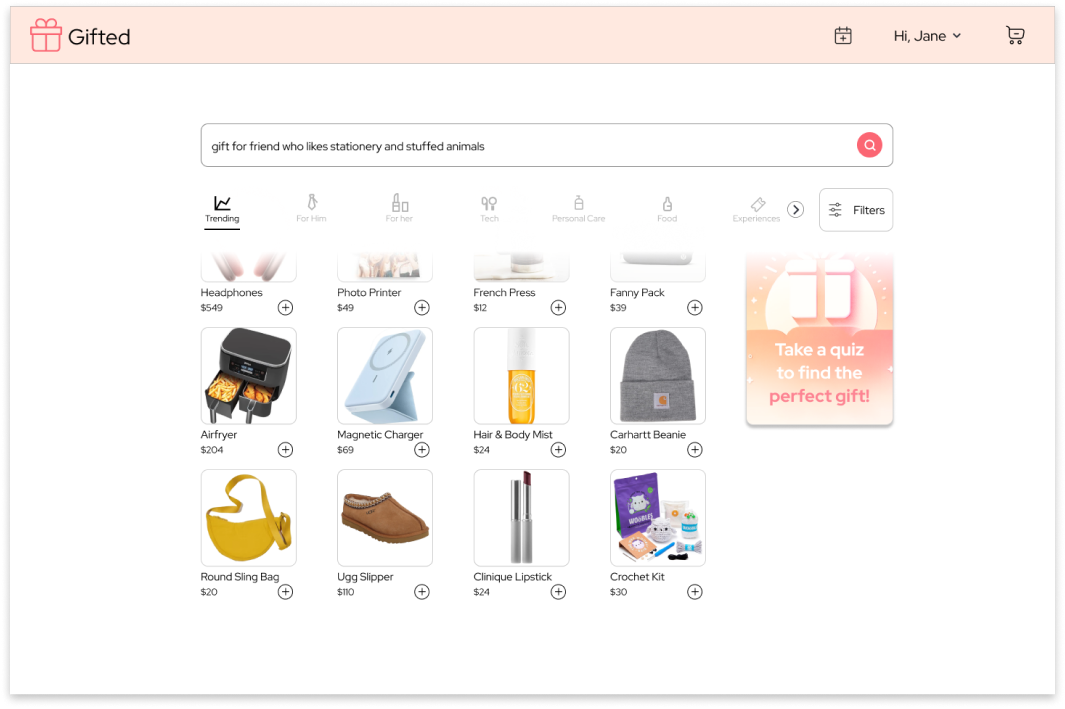 Gifted
Hi, Jane
gift for friend who likes stationery and stuffed animals
Trending
For Him
For her
Tech
Personal Care
Food
Experiences
Filters
Headphones
$549
Photo Printer
$49
French Press
$12
Fanny Pack
$39
Take a quiz
to find the
perfect gift!
Airfryer
$204
Magnetic Charger
$69
Hair & Body Mist
$24
Carhartt Beanie
$20
WOOBLES
Round Sling Bag
$20
Ugg Slipper
$110
Clinique Lipstick
$24
Crochet Kit
$30